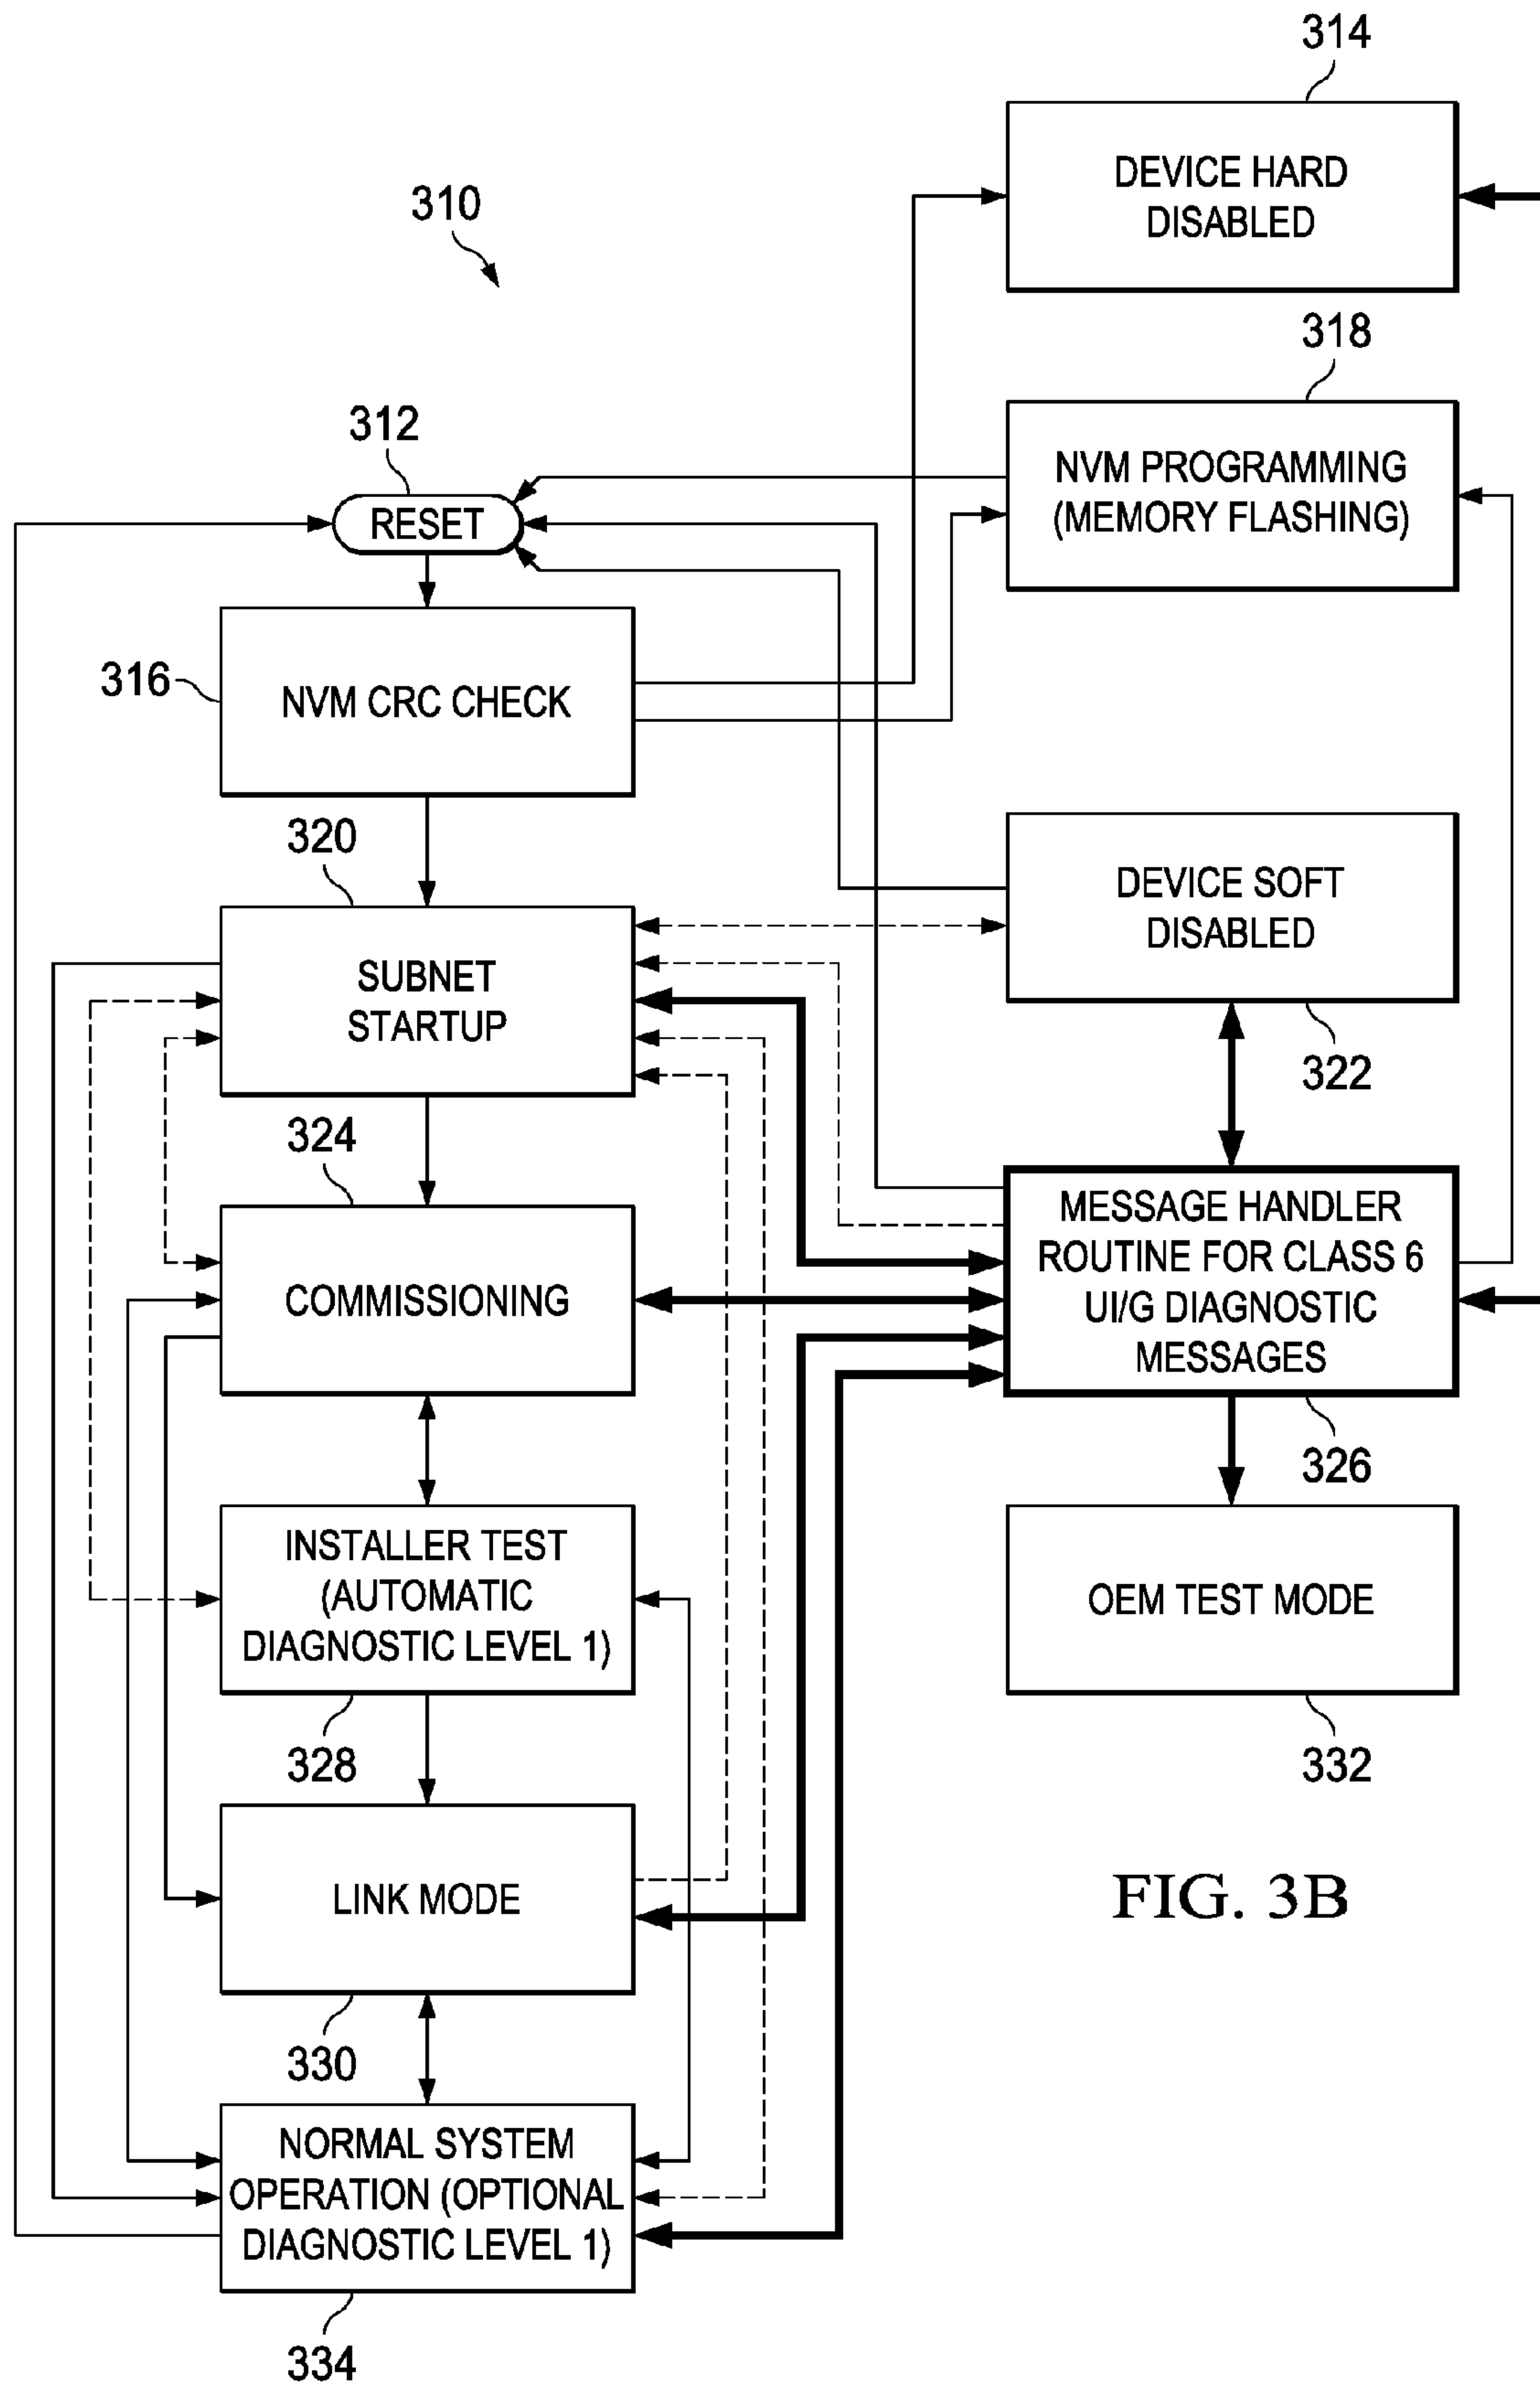 314
DEVICE HARD
DISABLED
310
318
NVM PROGRAMMING
(MEMORY FLASHING)
312
RESET
316
NVM CRC CHECK
320
SUBNET
STARTUP
DEVICE SOFT
DISABLED
322
324
COMMISSIONING
MESSAGE HANDLER
ROUTINE FOR CLASS 6
UI/G DIAGNOSTIC
MESSAGES
326
INSTALLER TEST
(AUTOMATIC
DIAGNOSTIC LEVEL 1)
328
OEM TEST MODE
332
LINK MODE
330
FIG. 3B
NORMAL SYSTEM
OPERATION (OPTIONAL
DIAGNOSTIC LEVEL 1)
334